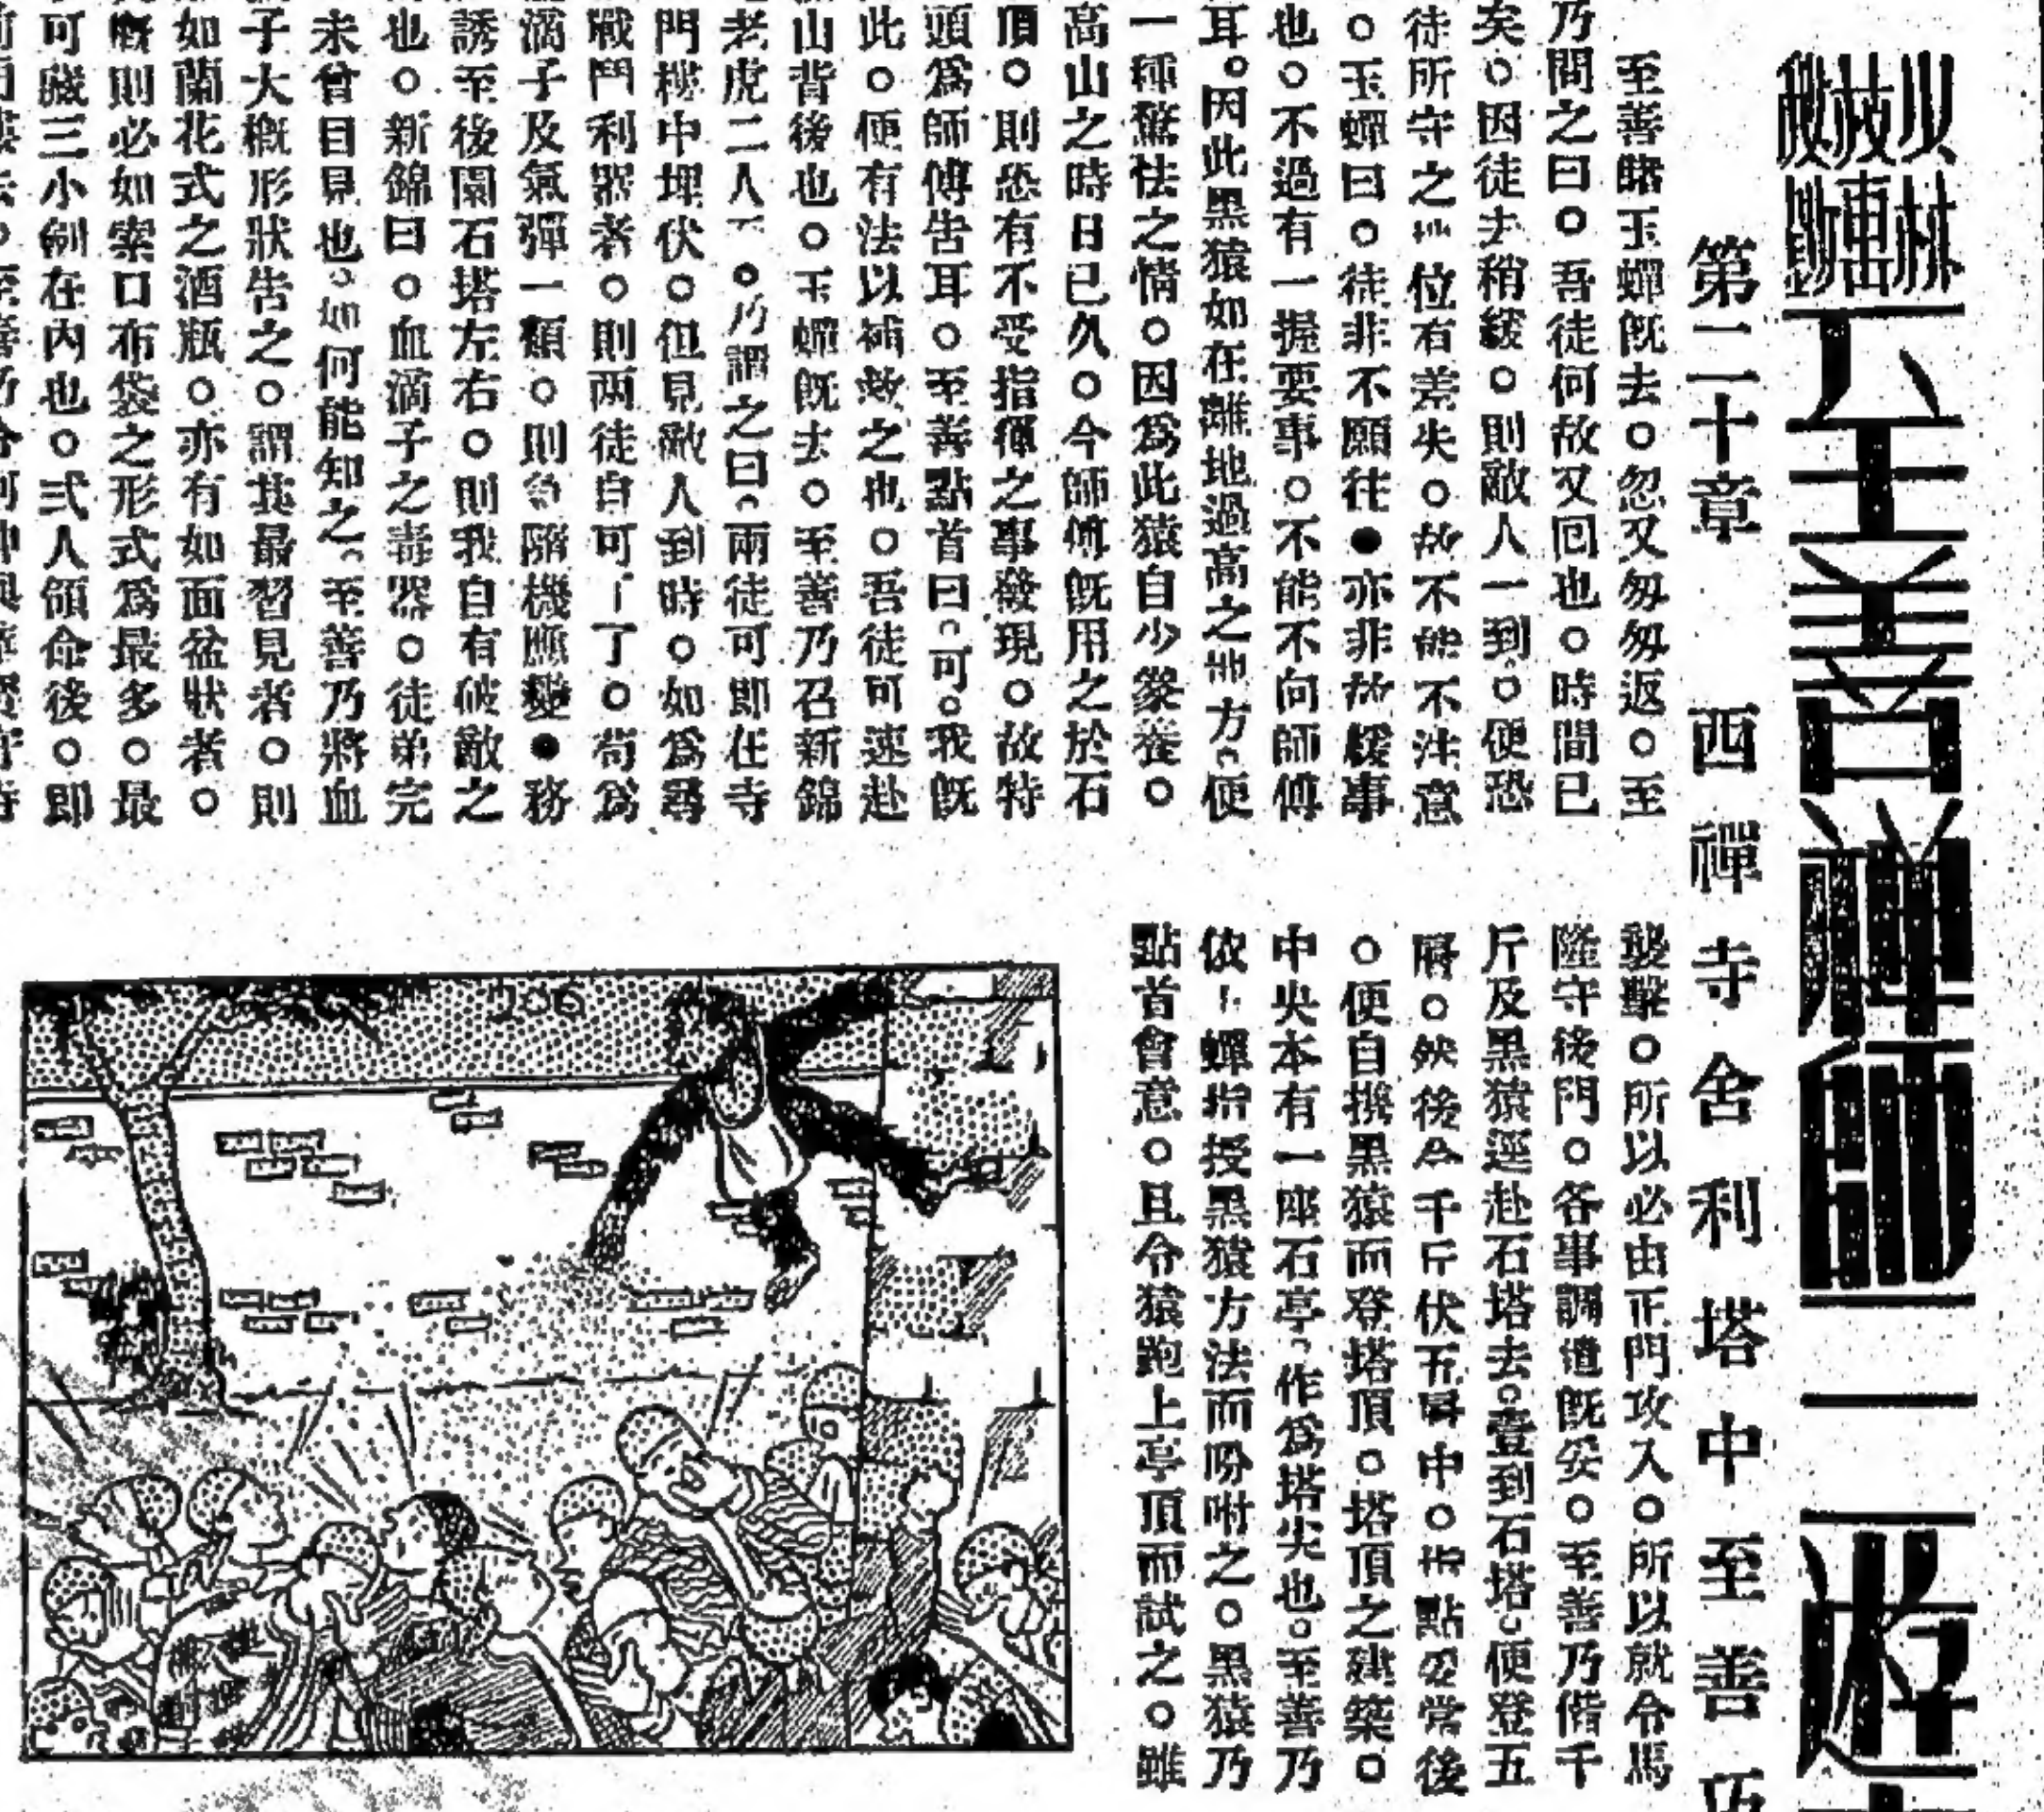 少林
技擊
秘
至善禪師三遊
第二十章　西禪寺舍利塔中至善
至善睹玉蟬既去。忽又匆匆返。至
乃問之曰。吾徒何故又回也。時間已
矣。因徒去稍緩。則敵人一到。便恐
徒所守之地位有差失。故不能不注意
。玉蟬曰。徒非不願往●亦非故緩事
也。不過有一握要事。不能不向師傅
耳。因此黑猿如在離地過高之地方。便
一種驚怯之情。因爲此猿自少豢養。
高山之時日已久。今師傅既用之於石
頂。則恐有不受指揮之事發現。故特
頭爲師傅告耳。至善點首曰。可。我既
此。便有法以補救之也。吾徒可速赴
山背後也。玉蟬既去。至善乃召新錦
老虎二人。乃謂之曰。兩徒可即在寺
門樓中埋伏。但見敵人到時。如爲尋
戰鬥利器者。則两徒自可了。苟爲
滴子及氣彈一類。則急隨機應變●務
誘至後園石塔左右。則我自有破敵之
也。新錦曰。血滴子之毒器。徒弟完
未曾目見也。如何能知之。至善乃將血
子大概形狀告之。謂其最習見者。則
如蘭花式之酒瓶。亦有如面盆狀者。
則必如索口布袋之形式爲最多。最
可藏三小劍在内也。弍人領命後。即
襲擊。所以必由正門攻入。所以就令馬
隆守後門。各事調遣既妥。至善乃偕千
斤及黑猿逕赴石塔去。壹到石塔。便登五
層。然後令千斤伏五層中。指點妥當後
。便自携黑猿而登塔頂。塔頂之建築。
中央本有一座石亭。作爲塔尖也。至善乃
依蟬指授黑猿方法而吩咐之。黑猿乃
點首會意。且令猿跑上亭頂而試之。雖